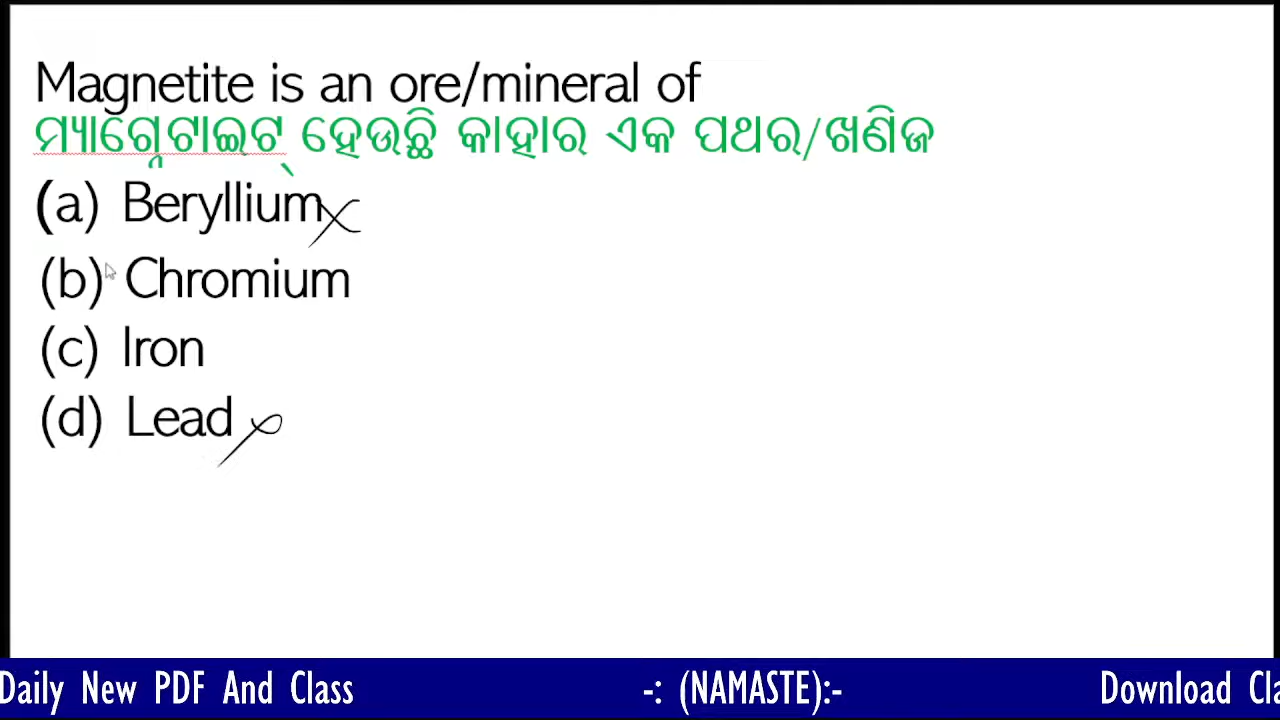 Magnetite is an ore/mineral of
ମ୍ୟାଗ୍ନେଟାଇଟ୍ ହେଉଛି କାହାର ଏକ ପଥର/ଖଣିଜ
(a) Beryllium
(b) Chromium
(c) Iron
(d) Lead
Daily New PDF And Class -: (NAMASTE):- Download